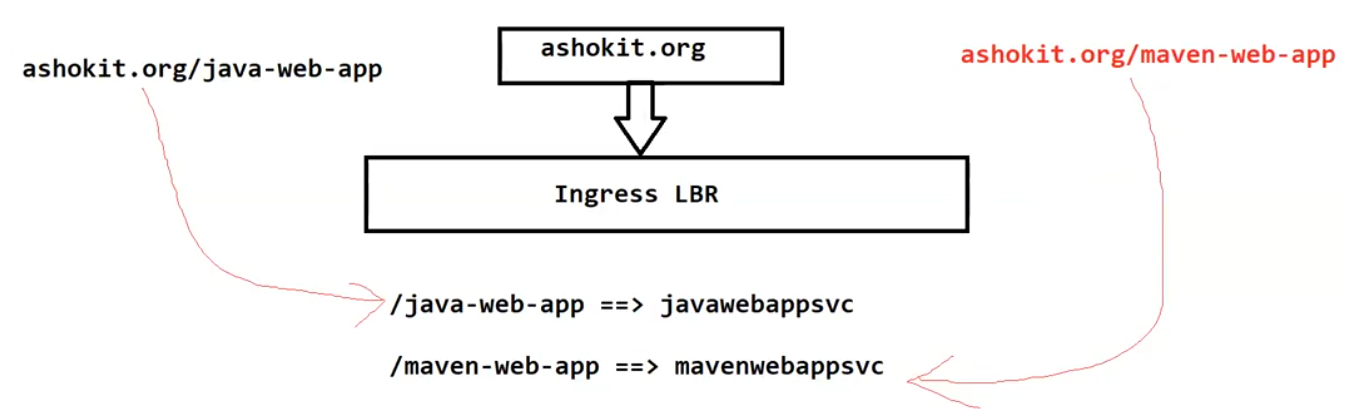 ashokit.org
ashokit.org/java-web-app
ashokit.org/maven-web-app
Ingress LBR
/java-web-app ==> javawebappsvc
/maven-web-app ==> mavenwebappsvc